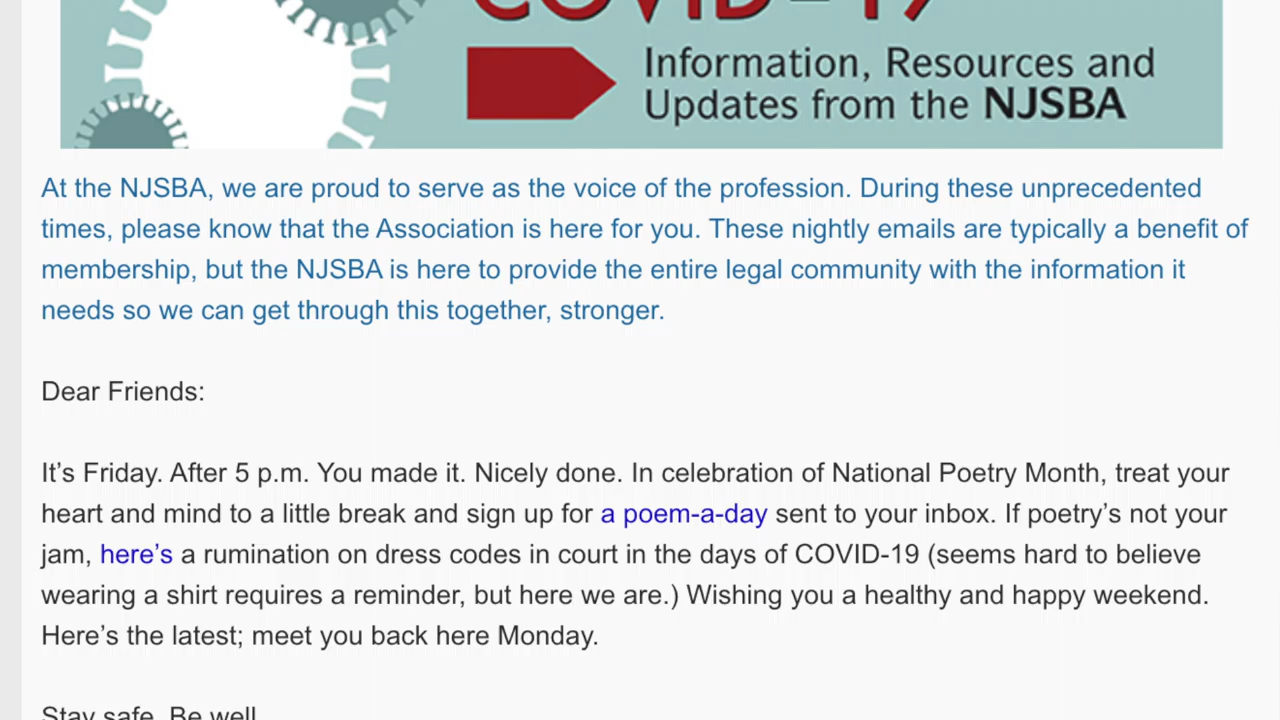 COVID-19
Information, Resources and
Updates from the NJSBA
At the NJSBA, we are proud to serve as the voice of the profession. During these unprecedented
times, please know that the Association is here for you. These nightly emails are typically a benefit of
membership, but the NJSBA is here to provide the entire legal community with the information it
needs so we can get through this together, stronger.
Dear Friends:
It’s Friday. After 5 p.m. You made it. Nicely done. In celebration of National Poetry Month, treat your
heart and mind to a little break and sign up for a poem-a-day sent to your inbox. If poetry’s not your
jam, here’s a rumination on dress codes in court in the days of COVID-19 (seems hard to believe
wearing a shirt requires a reminder, but here we are.) Wishing you a healthy and happy weekend.
Here’s the latest; meet you back here Monday.
Stay safe. Be well.